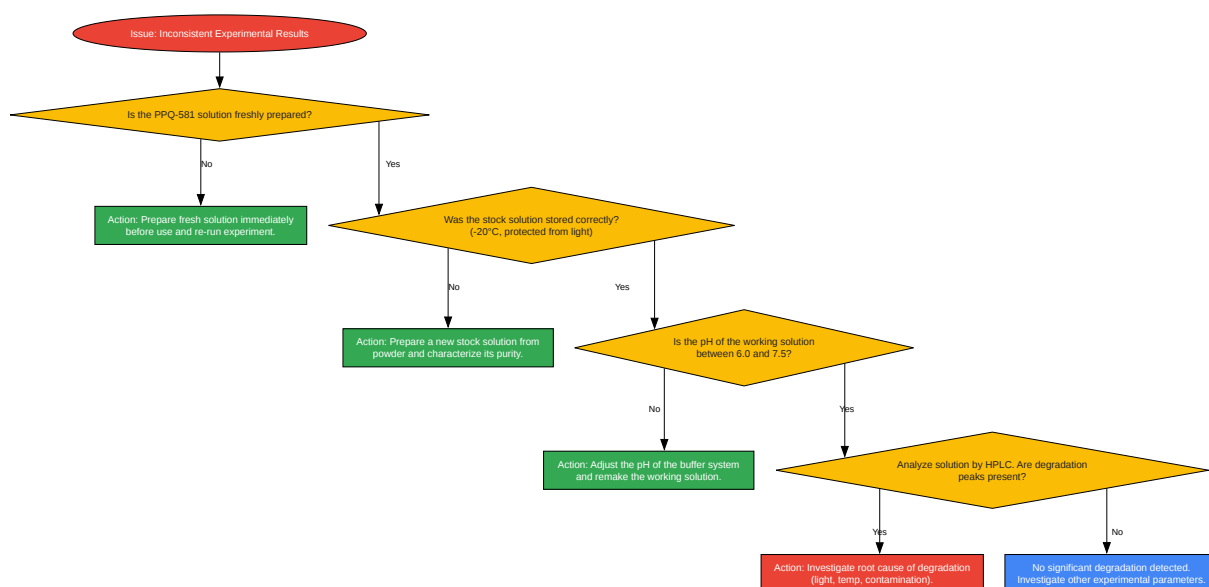 Issue: Inconsistent Experimental Results
Is the PPQ-581 solution freshly prepared?
No
Yes
Action: Prepare fresh solution immediately
before use and re-run experiment.
Was the stock solution stored correctly?
(-20°C, protected from light)
No
Yes
Action: Prepare a new stock solution from
powder and characterize its purity.
Is the pH of the working solution
between 6.0 and 7.5?
No
Yes
Action: Adjust the pH of the buffer system
and remake the working solution.
Analyze solution by HPLC. Are degradation
peaks present?
Yes
No
Action: Investigate root cause of degradation
(light, temp, contamination).
No significant degradation detected.
Investigate other experimental parameters.